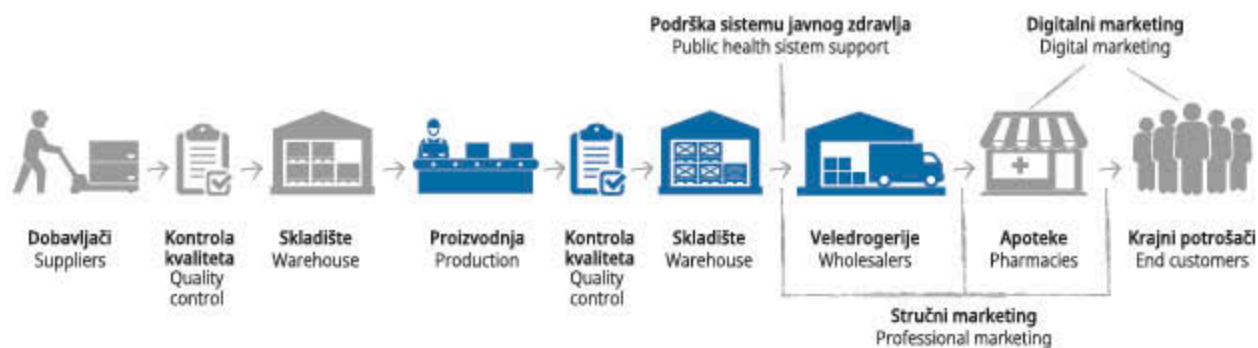 Podrška sistemu javnog zdravlja
Public health sistem support
Digitalni marketing
Digital marketing
Dobavljači
Suppliers
Kontrola
kvaliteta
Quality
control
Skladište
Warehouse
Proizvodnja
Production
Kontrola
kvaliteta
Quality
control
Skladište
Warehouse
Veledrogerije
Wholesalers
Apoteke
Pharmacies
Krajni potrošači
End customers
Stručni marketing
Professional marketing